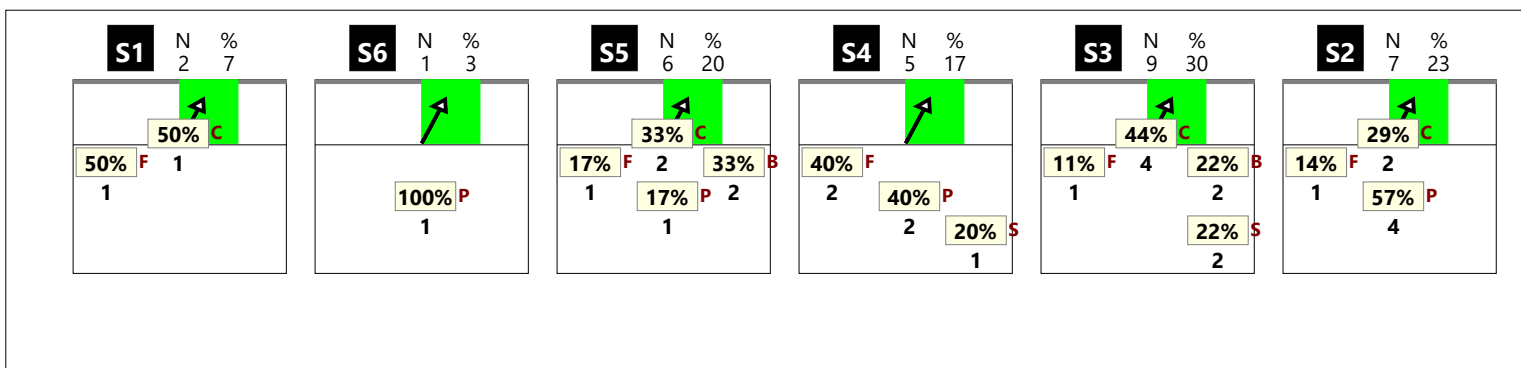 S1 N % 2 7
50% C
1
50% F
1
S6 N % 1 3
100% P
1
S5 N % 6 20
33% C
2
17% F
1
33% B
2
17% P
1
S4 N % 5 17
40% F
2
40% P
2
20% S
1
S3 N % 9 30
44% C
4
11% F
1
22% B
2
22% S
2
S2 N % 7 23
29% C
2
14% F
1
57% P
4